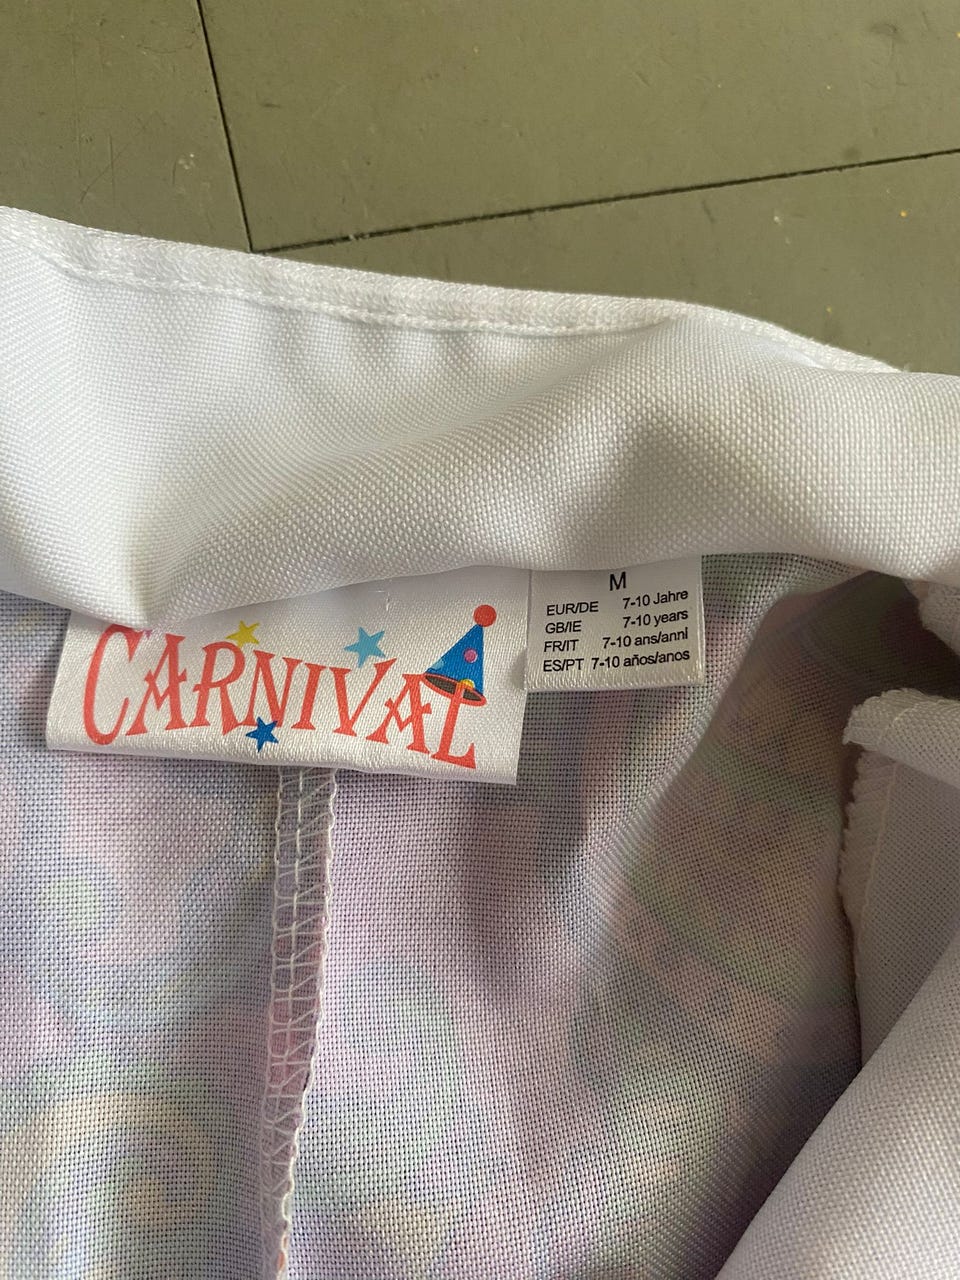 CARNIVAL
M
EUR/DE 7-10 Jahre
GB/IE 7-10 years
FR/IT 7-10 ans/anni
ES/PT 7-10 años/anos